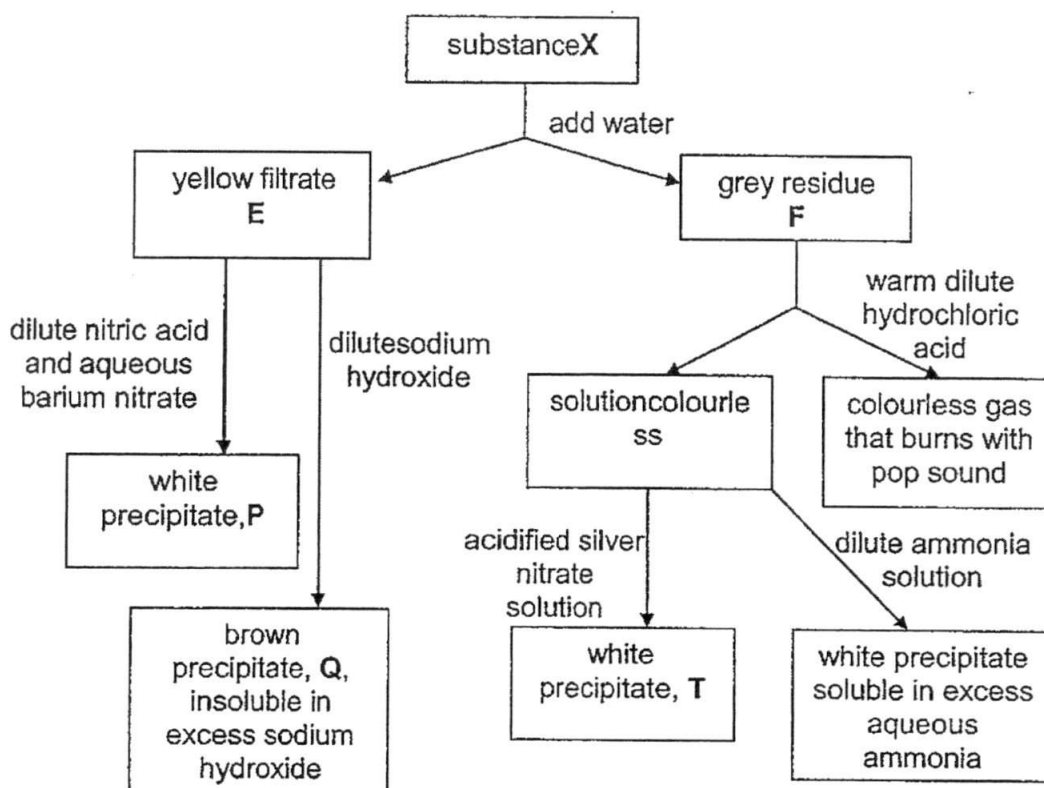 substanceX
add water
yellow filtrate
E
grey residue
F
dilute nitric acid
and aqueous
barium nitrate
dilutesodium
hydroxide
warm dilute
hydrochloric
acid
white
precipitate,P
solutioncolourle
ss
colourless gas
that burns with
pop sound
acidified silver
nitrate
solution
dilute ammonia
solution
brown
precipitate, Q,
insoluble in
excess sodium
hydroxide
white
precipitate, T
white precipitate
soluble in excess
aqueous
ammonia